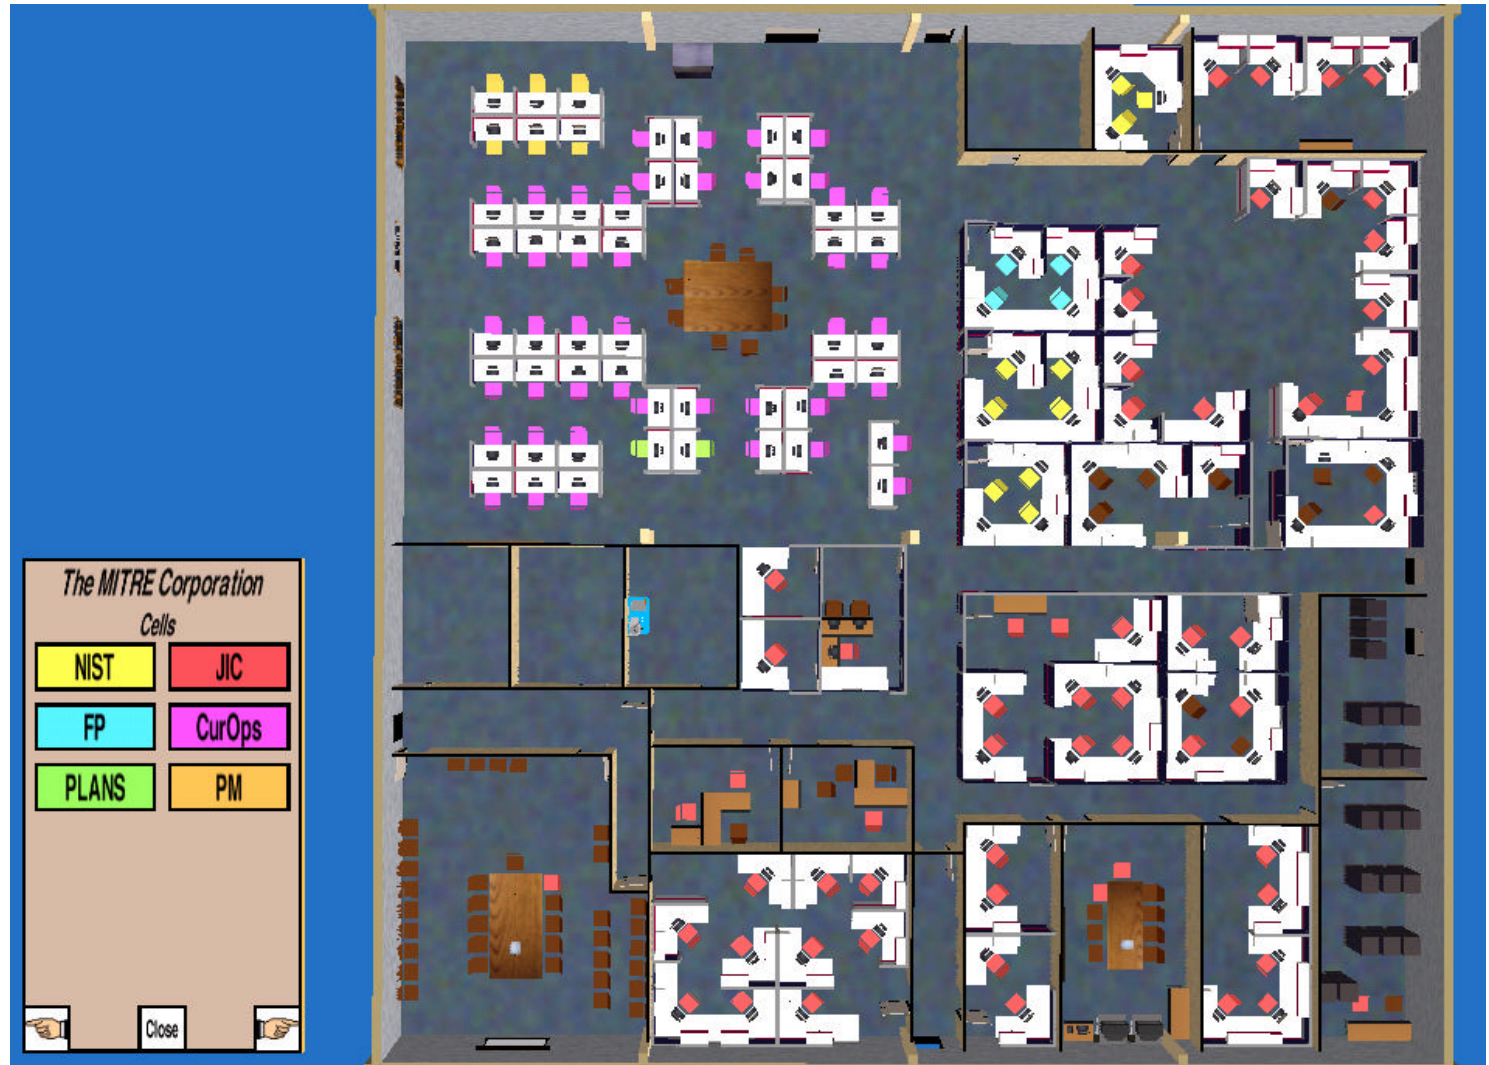 The MITRE Corporation
Cells
NIST JIC
FP CurOps
PLANS PM
Close